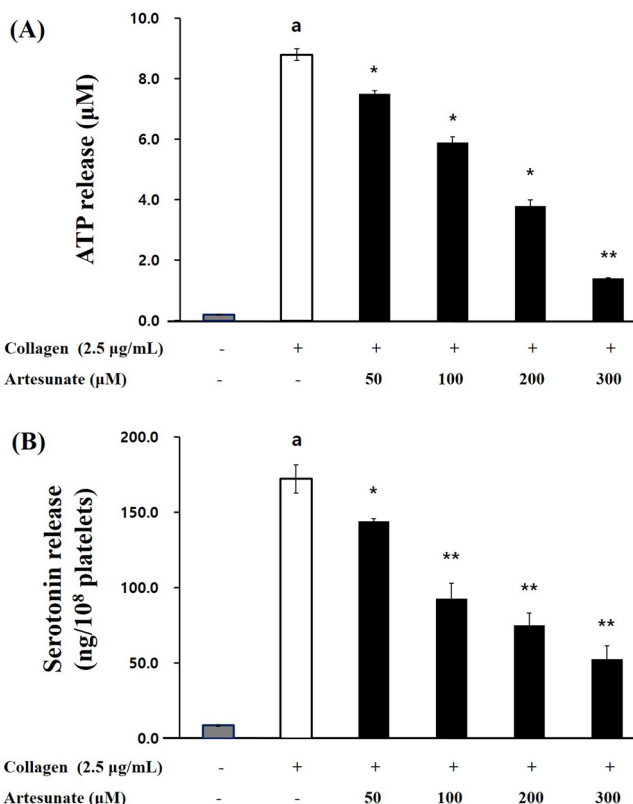 (A)
ATP release (µM)
8.0
6.0
4.0
2.0
0.0
a
*
*
*
**
Collagen (2.5 µg/mL) - + + + + +
Artesunate (µM) - - 50 100 200 300
(B)
Serotonin release
(ng/10⁸ platelets)
200.0
150.0
100.0
50.0
0.0
a
*
**
**
**
Collagen (2.5 µg/mL) - + + + + +
Artesunate (µM) - - 50 100 200 300